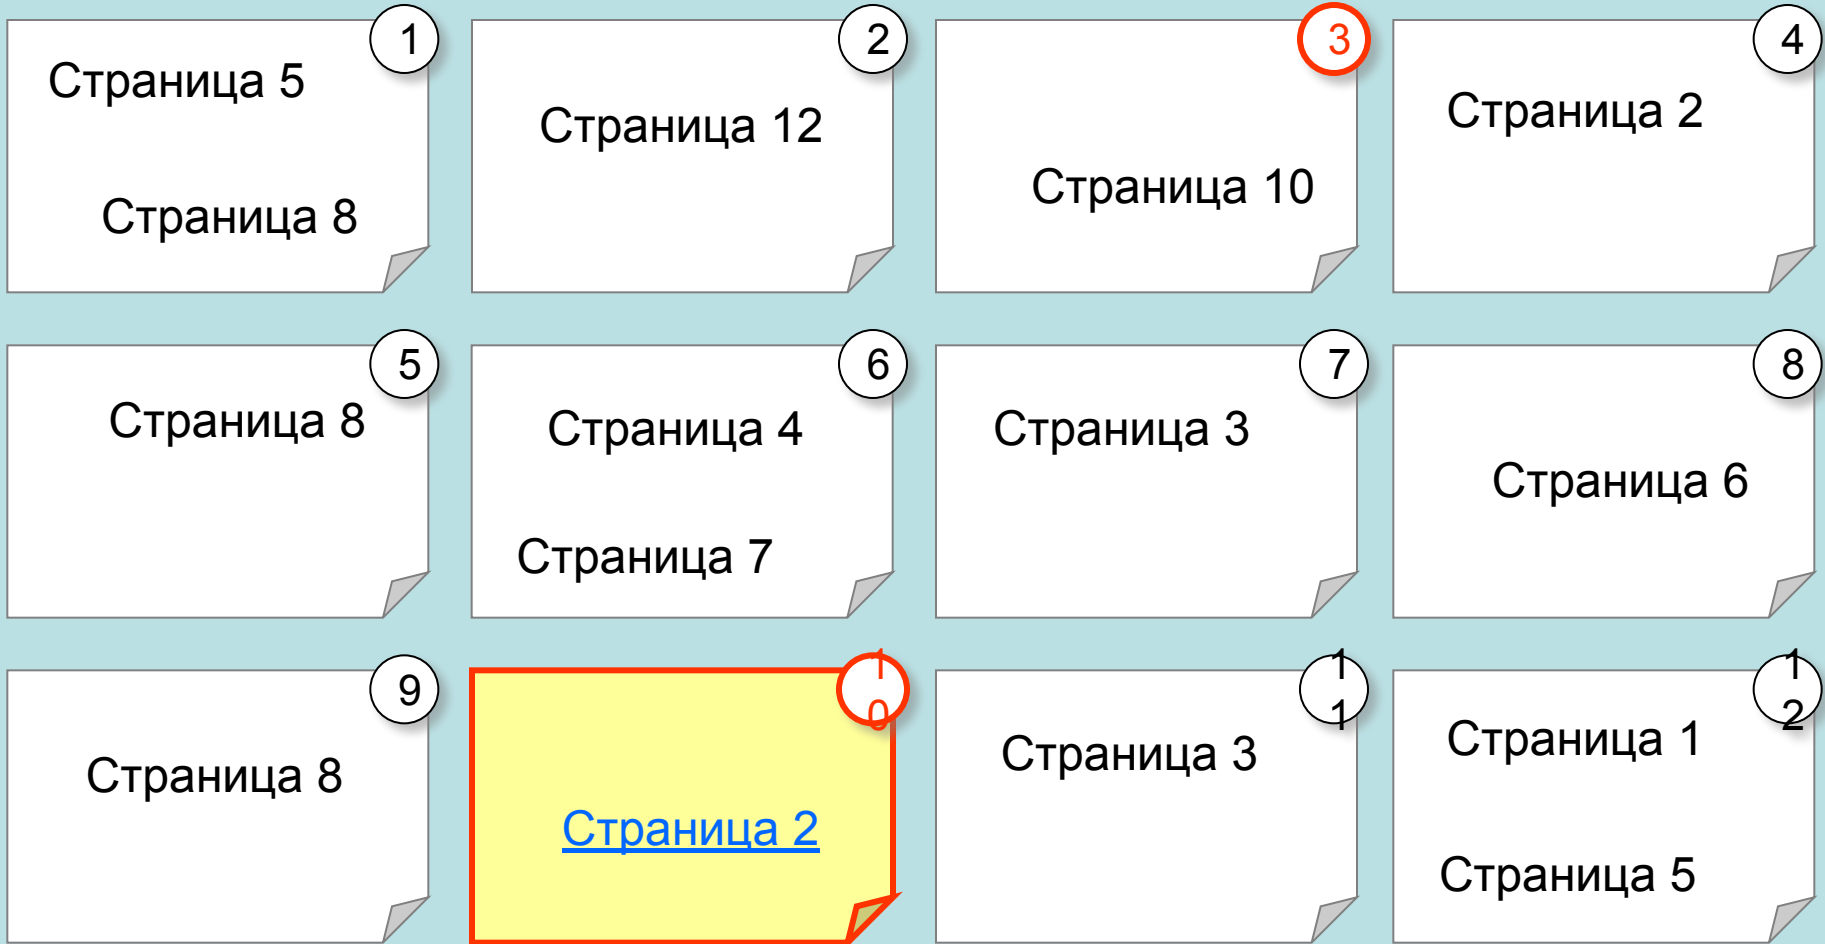 1
Страница 5
Страница 8
2
Страница 12
3
Страница 10
4
Страница 2
5
Страница 8
6
Страница 4
Страница 7
7
Страница 3
8
Страница 6
9
Страница 8
10
Страница 2
11
Страница 3
12
Страница 1
Страница 5